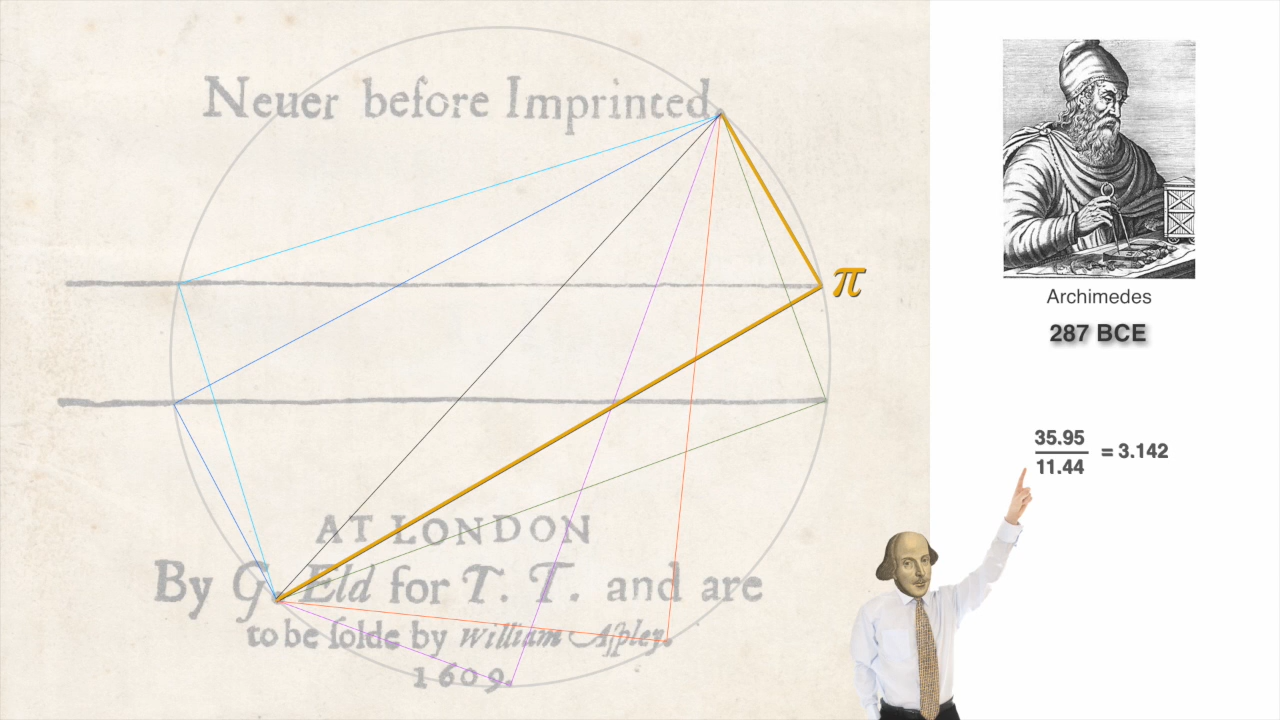 Neuer before Imprinted.
π
AT LONDON
By G. Eld for T. T. and are
to be ſolde by William Aſpley.
1609.
Archimedes
287 BCE
35.95
11.44
= 3.142